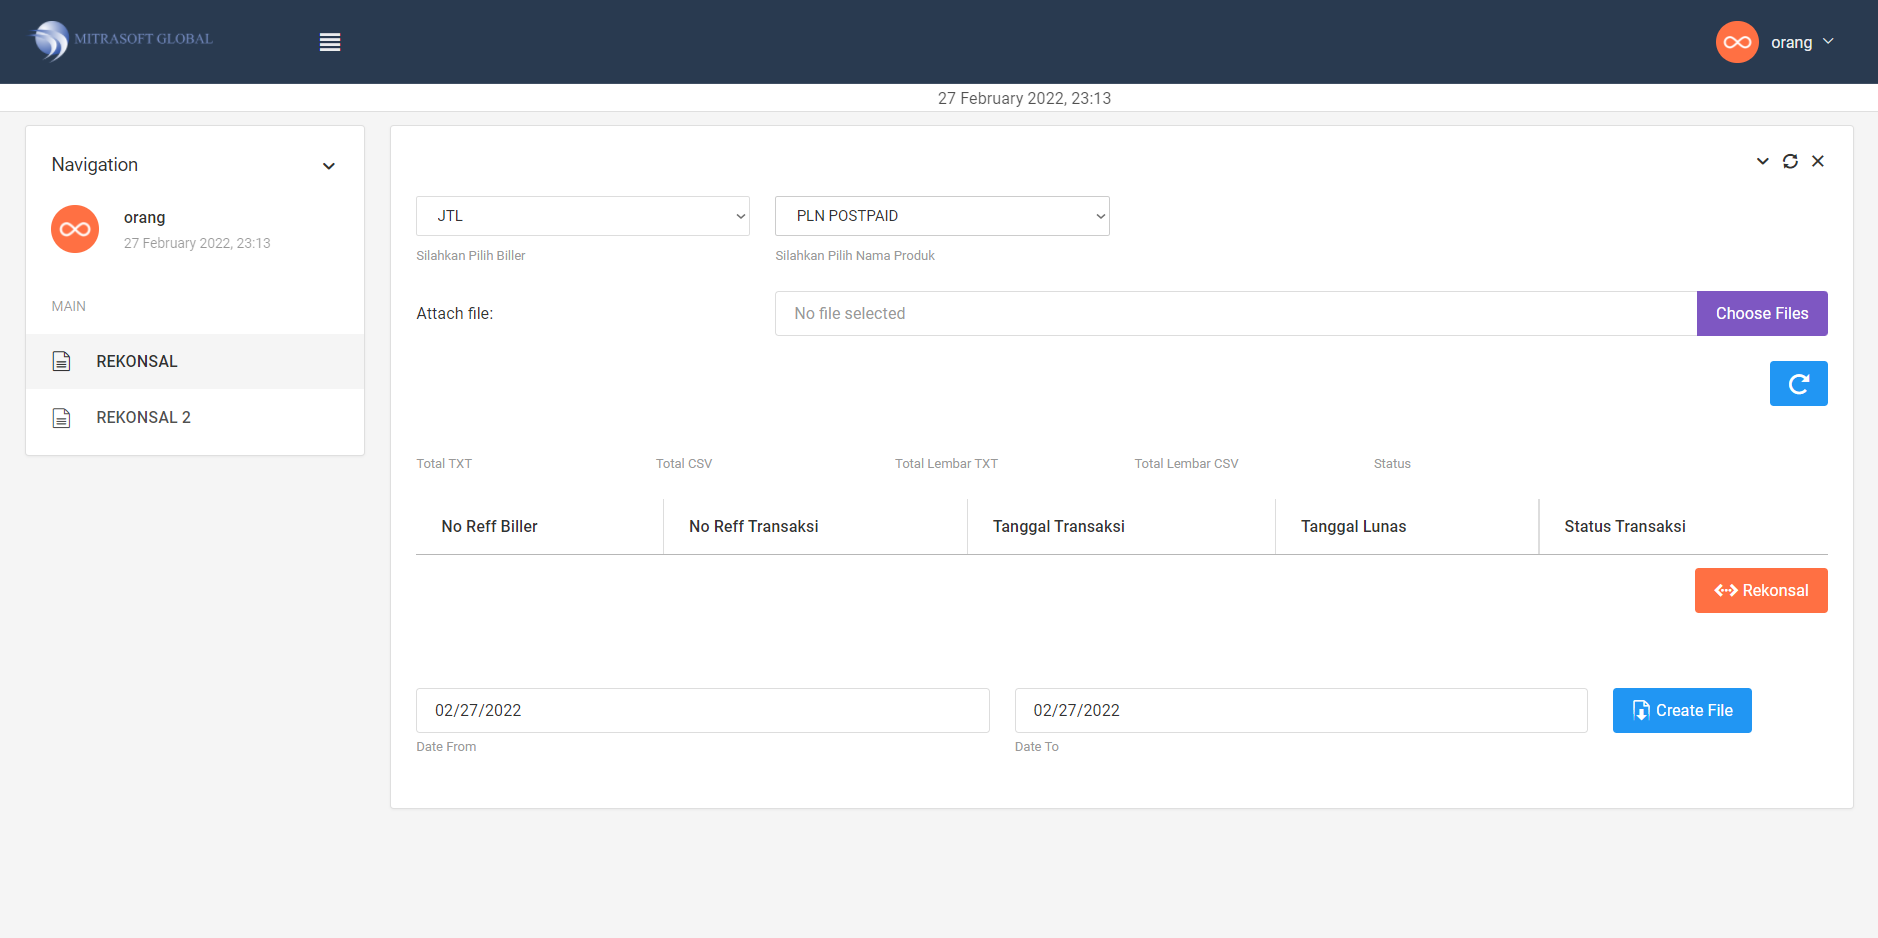 MITRASOFT GLOBAL
orang
27 February 2022, 23:13
Navigation
orang
27 February 2022, 23:13
MAIN
REKONSAL
REKONSAL 2
JTL
PLN POSTPAID
Silahkan Pilih Biller
Silahkan Pilih Nama Produk
Attach file:
No file selected
Choose Files
Total TXT
Total CSV
Total Lembar TXT
Total Lembar CSV
Status
No Reff Biller
No Reff Transaksi
Tanggal Transaksi
Tanggal Lunas
Status Transaksi
Rekonsal
02/27/2022
02/27/2022
Create File
Date From
Date To